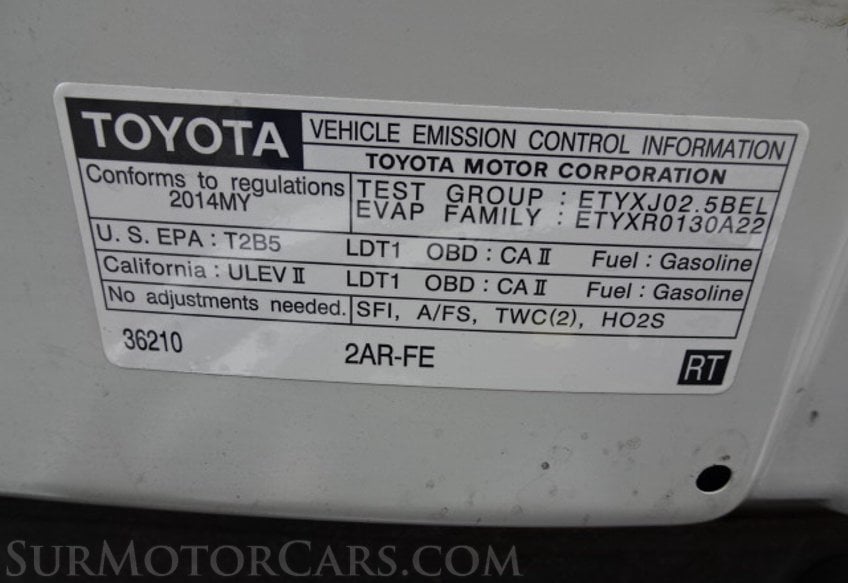 TOYOTA VEHICLE EMISSION CONTROL INFORMATION
TOYOTA MOTOR CORPORATION
Conforms to regulations
2014MY
TEST GROUP : ETYXJ02.5BEL
EVAP FAMILY : ETYXR0130A22
U. S. EPA : T2B5 LDT1 OBD : CA II Fuel : Gasoline
California : ULEV II LDT1 OBD : CA II Fuel : Gasoline
No adjustments needed. SFI, A/FS, TWC(2), HO2S
36210 2AR-FE RT
SURMOTORCARS.COM